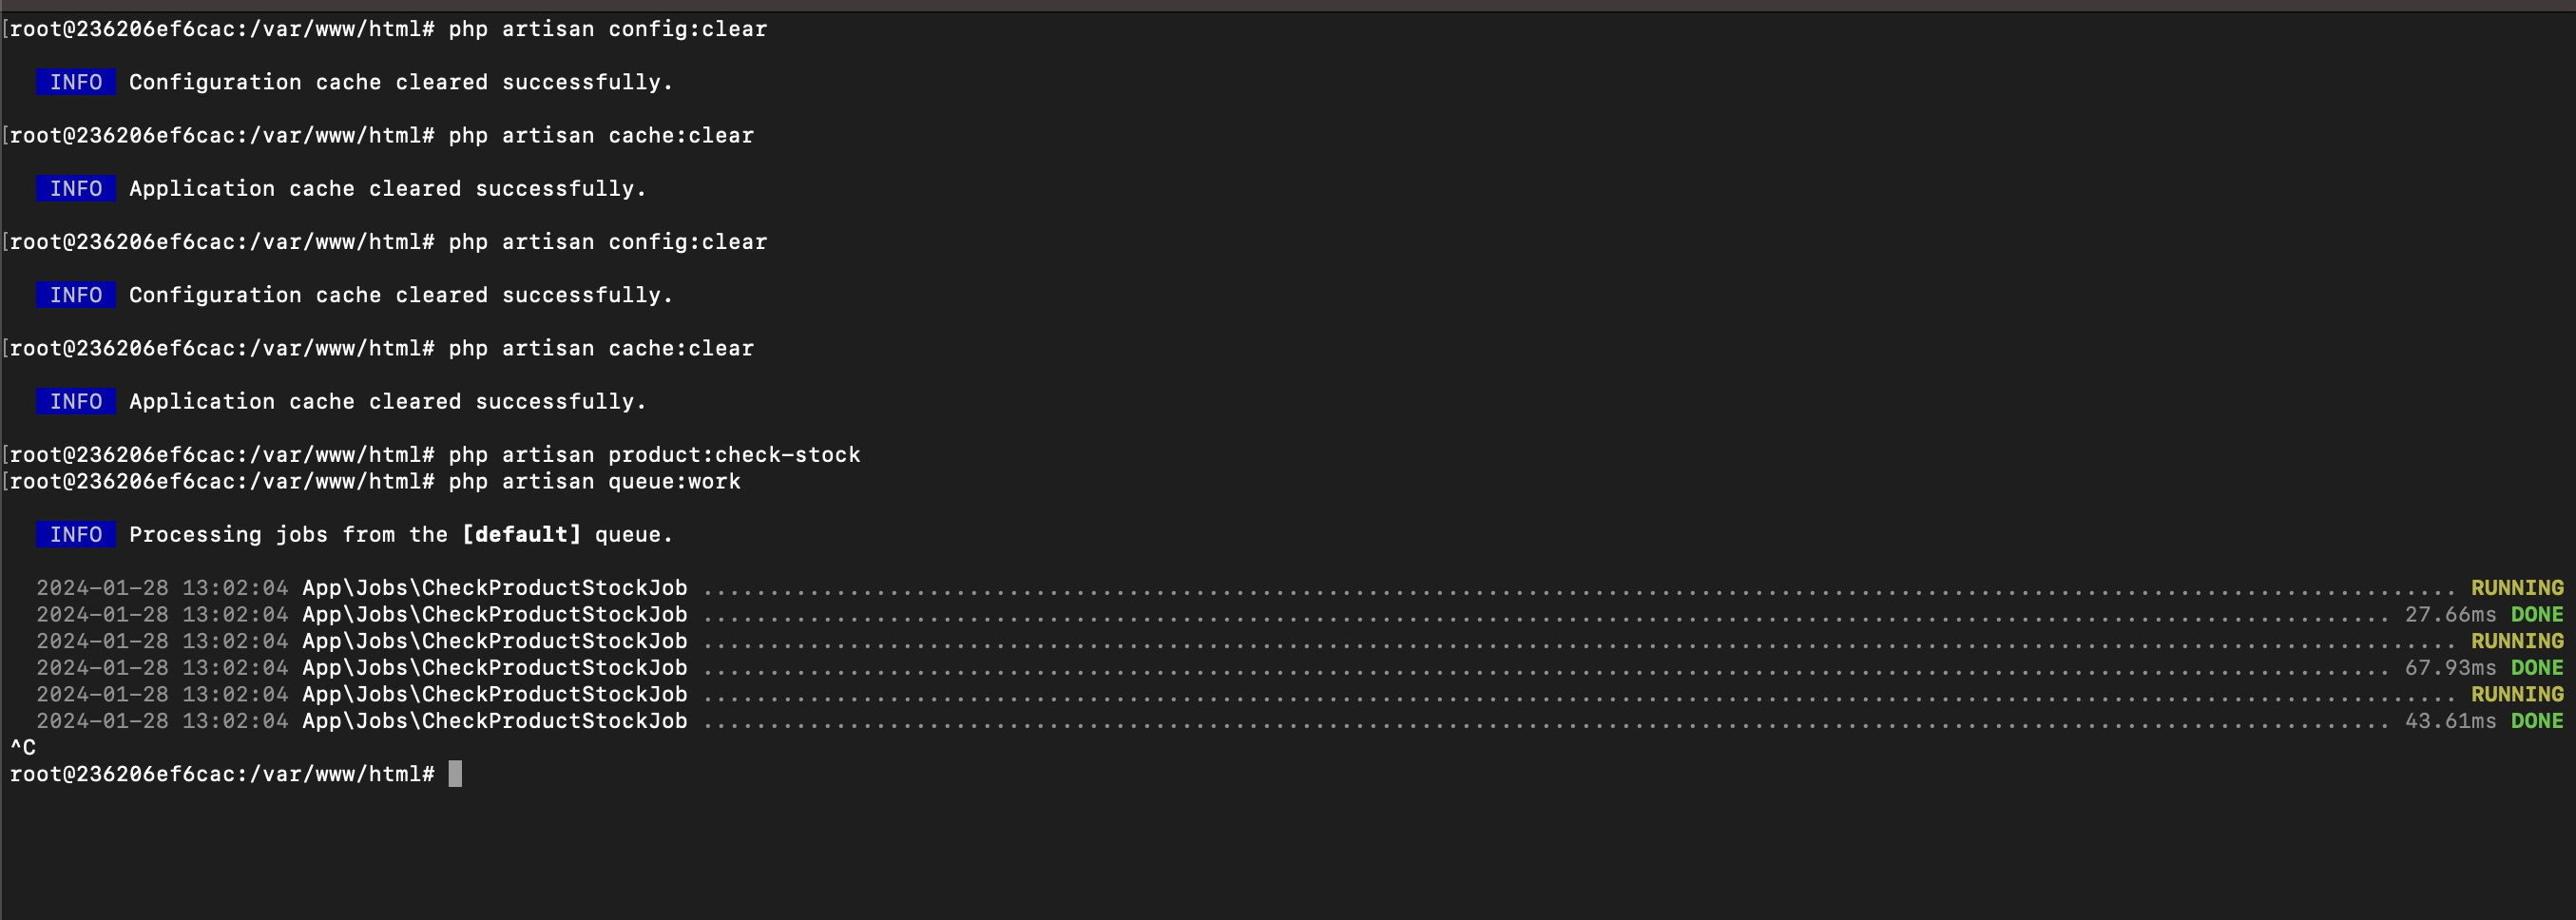 [root@236206ef6cac:/var/www/html# php artisan config:clear
INFO Configuration cache cleared successfully.
[root@236206ef6cac:/var/www/html# php artisan cache:clear
INFO Application cache cleared successfully.
[root@236206ef6cac:/var/www/html# php artisan config:clear
INFO Configuration cache cleared successfully.
[root@236206ef6cac:/var/www/html# php artisan cache:clear
INFO Application cache cleared successfully.
[root@236206ef6cac:/var/www/html# php artisan product:check-stock
[root@236206ef6cac:/var/www/html# php artisan queue:work
INFO Processing jobs from the [default] queue.
2024-01-28 13:02:04 App\Jobs\CheckProductStockJob ........................................ RUNNING
2024-01-28 13:02:04 App\Jobs\CheckProductStockJob ........................................ 27.66ms DONE
2024-01-28 13:02:04 App\Jobs\CheckProductStockJob ........................................ RUNNING
2024-01-28 13:02:04 App\Jobs\CheckProductStockJob ........................................ 67.93ms DONE
2024-01-28 13:02:04 App\Jobs\CheckProductStockJob ........................................ RUNNING
2024-01-28 13:02:04 App\Jobs\CheckProductStockJob ........................................ 43.61ms DONE
^C
root@236206ef6cac:/var/www/html#